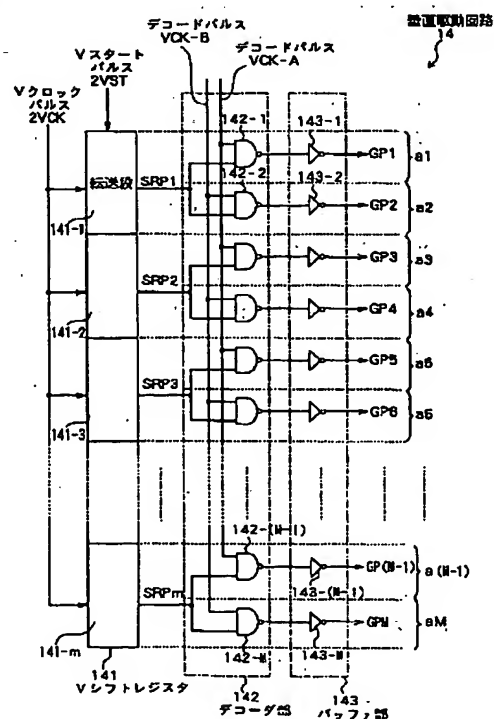 垂直駆動回路
14
Vスタート
パルス
2VST
デコードパルス
VCK-B
デコードパルス
VCK-A
Vクロック
パルス
2VCK
142-1
143-1
転送段
SRP1
GP1
a1
142-2
143-2
GP2
a2
141-1
SRP2
GP3
a3
GP4
a4
141-2
SRP3
GP5
a5
GP6
a6
141-3
142-(M-1)
SRPm
GP(M-1)
a(M-1)
143-(M-1)
GPM
aM
141-m
142-M
143-M
141
Vシフトレジスタ
142
デコーダ部
143
バッファ部